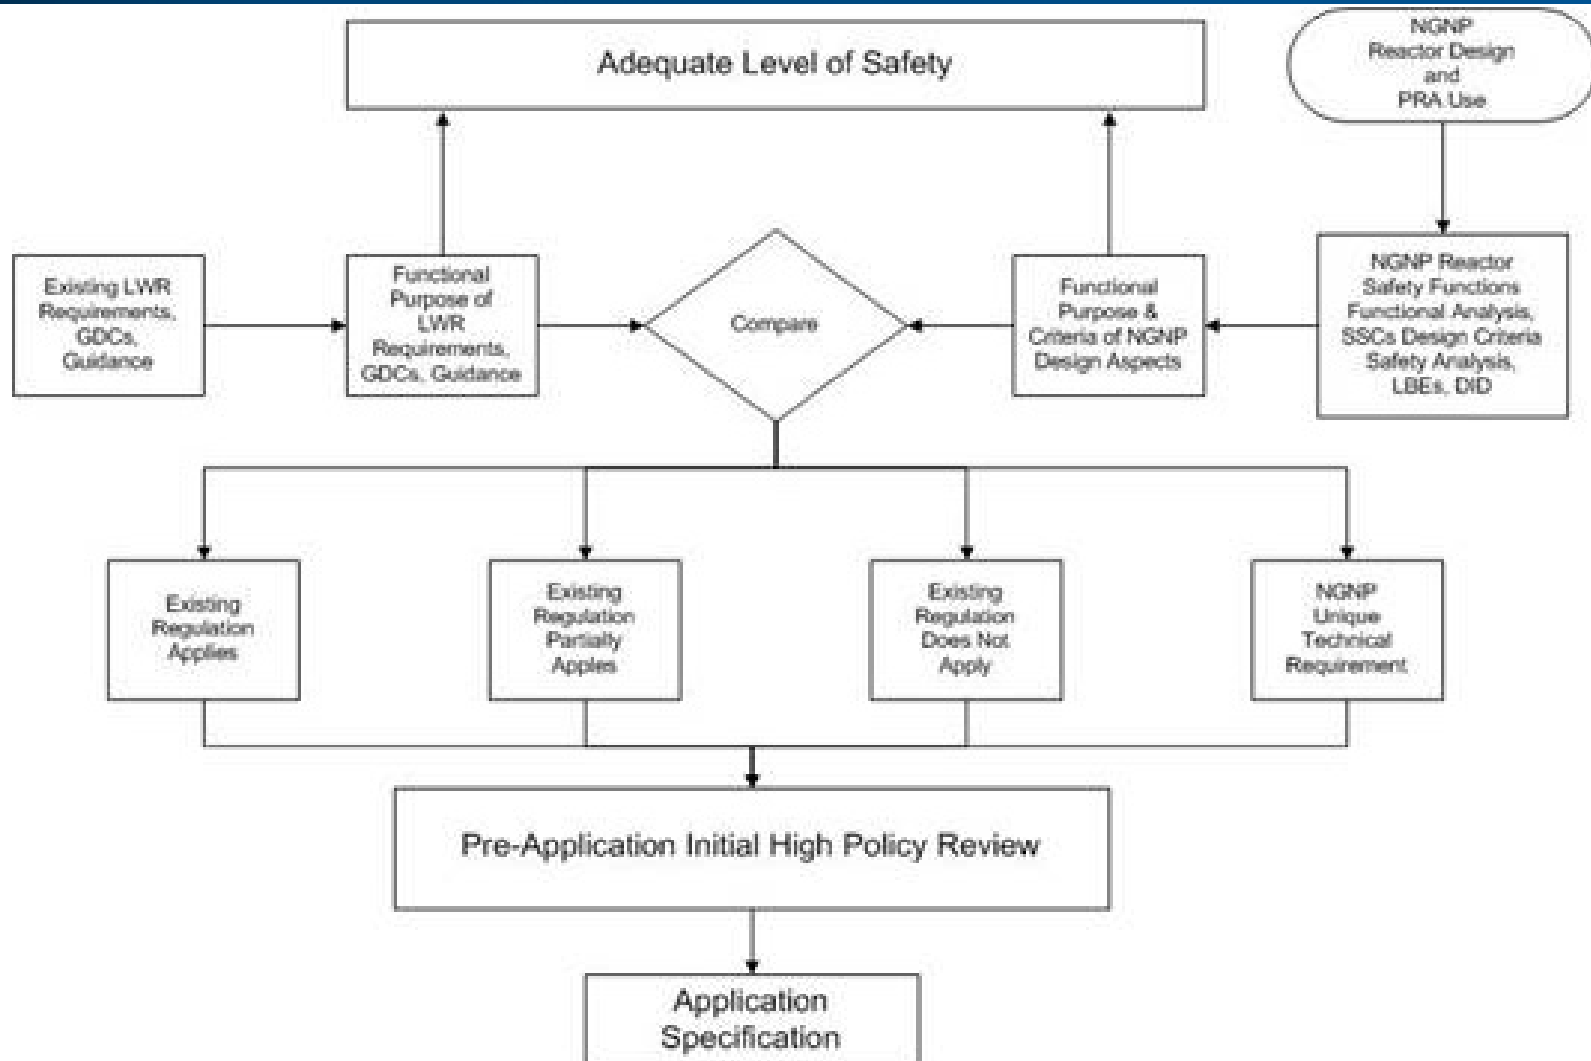 Adequate Level of Safety
NGNP
Reactor Design
and
PRA Use
Existing LWR
Requirements,
GDCs,
Guidance
Functional
Purpose of
LWR
Requirements,
GDCs, Guidance
Compare
Functional
Purpose &
Criteria of NGNP
Design Aspects
NGNP Reactor
Safety Functions
Functional Analysis,
SSCs Design Criteria
Safety Analysis,
LBEs, DID
Existing
Regulation
Applies
Existing
Regulation
Partially
Apples
Existing
Regulation
Does Not
Apply
NGNP
Unique
Technical
Requirement
Pre-Application Initial High Policy Review
Application
Specification